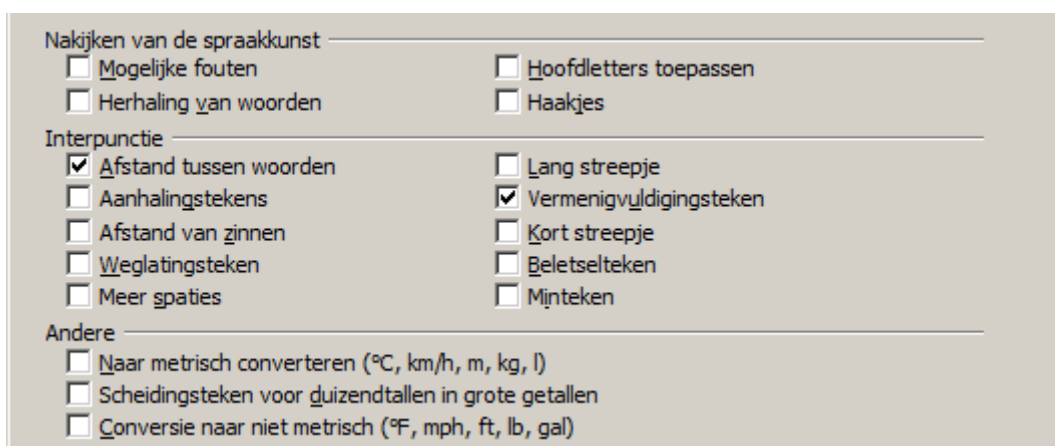 Nakijken van de spraakkunst
Mogelijke fouten
Hoofdletters toepassen
Herhaling van woorden
Haakjes
Interpunctie
Afstand tussen woorden
Lang streepje
Aanhalingstekens
Vermenigvuldigingsteken
Afstand van zinnen
Kort streepje
Weglatingsteken
Beletselteken
Meer spaties
Minteken
Andere
Naar metrisch converteren (°C, km/h, m, kg, l)
Scheidingsteken voor duizendtallen in grote getallen
Conversie naar niet metrisch (°F, mph, ft, lb, gal)